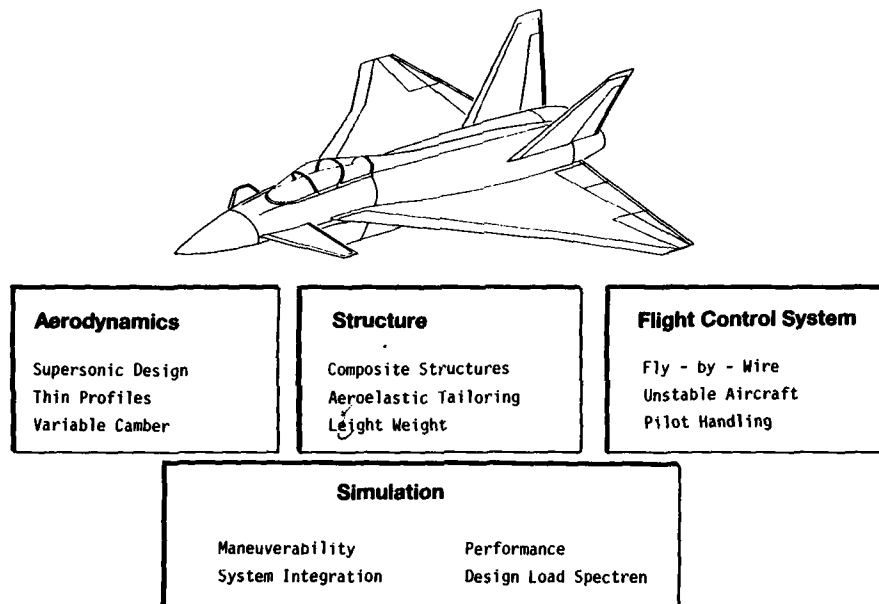 Aerodynamics
Supersonic Design
Thin Profiles
Variable Camber
Structure
Composite Structures
Aeroelastic Tailoring
Leight Weight
Flight Control System
Fly - by - Wire
Unstable Aircraft
Pilot Handling
Simulation
Maneuverability
System Integration
Performance
Design Load Spectren